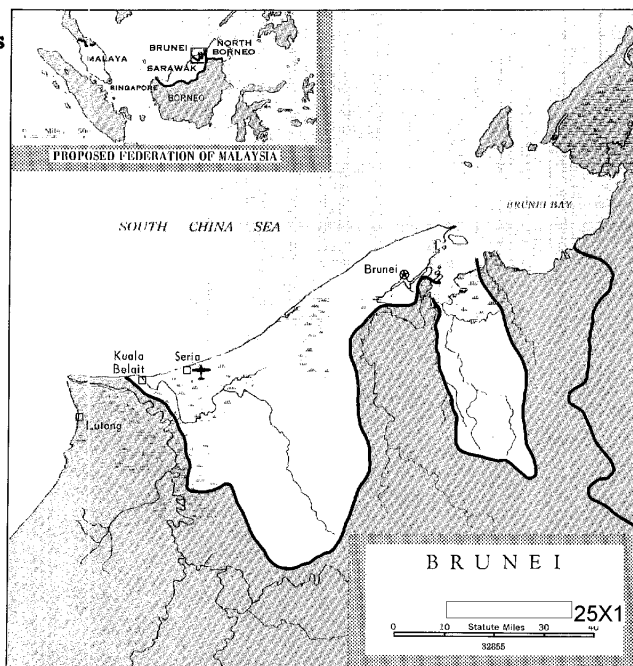 NORTH
BRUNEI BORNEO
MALAYA
SARAWAK
SINGAPORE
BORNEO
PROPOSED FEDERATION OF MALAYSIA
BRUNEI BAY
SOUTH CHINA SEA
Brunei
Kuala
Belait
Seria
Lutong
BRUNEI
25X1
0 10 Statute Miles 30 40
32855